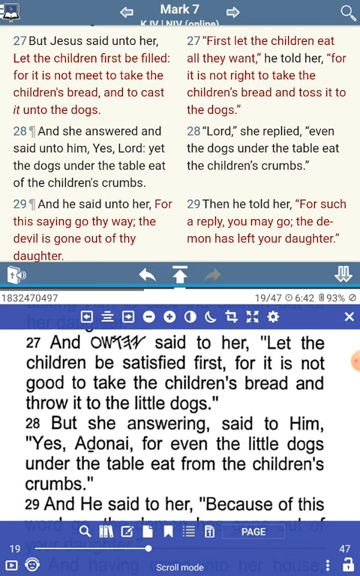 Mark 7
KJV | NIV (online)
27 But Jesus said unto her,
Let the children first be filled:
for it is not meet to take the
children's bread, and to cast
it unto the dogs.
28 ¶ And she answered and
said unto him, Yes, Lord: yet
the dogs under the table eat
of the children's crumbs.
29 ¶ And he said unto her, For
this saying go thy way; the
devil is gone out of thy
daughter.
27 “First let the children eat
all they want,” he told her, “for
it is not right to take the
children’s bread and toss it to
the dogs.”
28 “Lord,” she replied, “even
the dogs under the table eat
the children’s crumbs.”
29 Then he told her, “For such
a reply, you may go; the de-
mon has left your daughter.”
1832470497
19/47 6:42 93%
27 And said to her, "Let the
children be satisfied first, for it is not
good to take the children's bread and
throw it to the little dogs."
28 But she answering, said to Him,
"Yes, Adonai, for even the little dogs
under the table eat from the children's
crumbs."
29 And He said to her, "Because of this
PAGE
19
47
Scroll mode